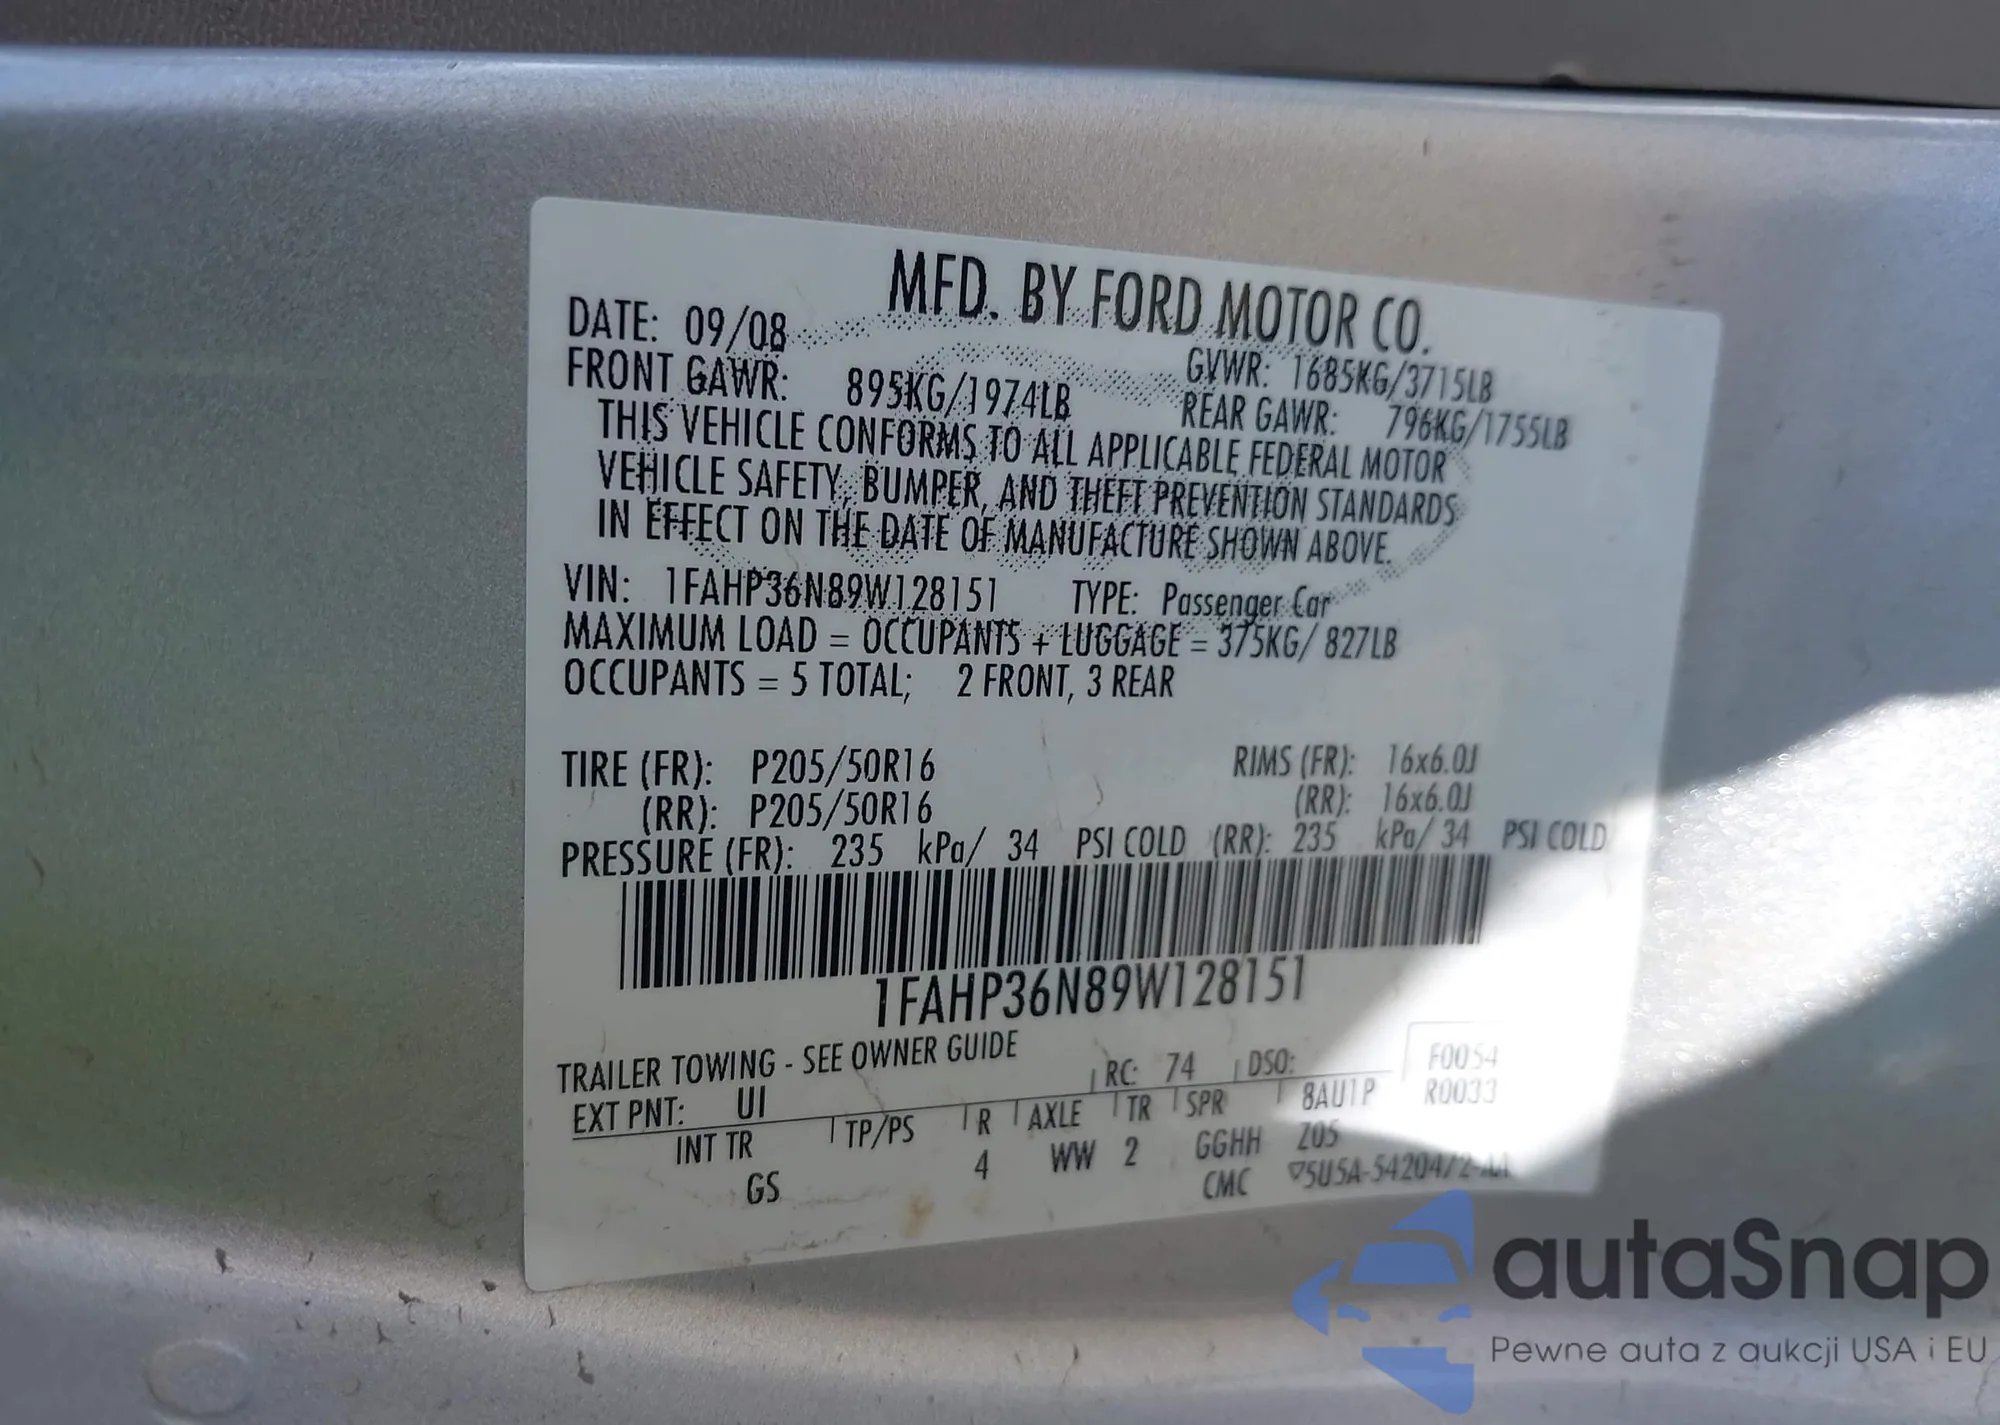 MFD. BY FORD MOTOR CO.
DATE: 09/08 GVWR: 1685KG/3715LB
FRONT GAWR: 895KG/1974LB REAR GAWR: 796KG/1755LB
THIS VEHICLE CONFORMS TO ALL APPLICABLE FEDERAL MOTOR
VEHICLE SAFETY, BUMPER, AND THEFT PREVENTION STANDARDS
IN EFFECT ON THE DATE OF MANUFACTURE SHOWN ABOVE.
VIN: 1FAHP36N89W128151 TYPE: Passenger Car
MAXIMUM LOAD = OCCUPANTS + LUGGAGE = 375KG/ 827LB
OCCUPANTS = 5 TOTAL; 2 FRONT, 3 REAR
TIRE (FR): P205/50R16 RIMS (FR): 16x6.0J
(RR): P205/50R16 (RR): 16x6.0J
PRESSURE (FR): 235 kPa/ 34 PSI COLD (RR): 235 kPa/ 34 PSI COLD
1FAHP36N89W128151
TRAILER TOWING - SEE OWNER GUIDE
EXT PNT: UI RC: 74 DSO: F0054
R0033
INT TR TP/PS R AXLE TR SPR 8AU1P
GS 4 WW 2 GGHH Z05
CMC
autaSnap
Pewne auta z aukcji USA i EU